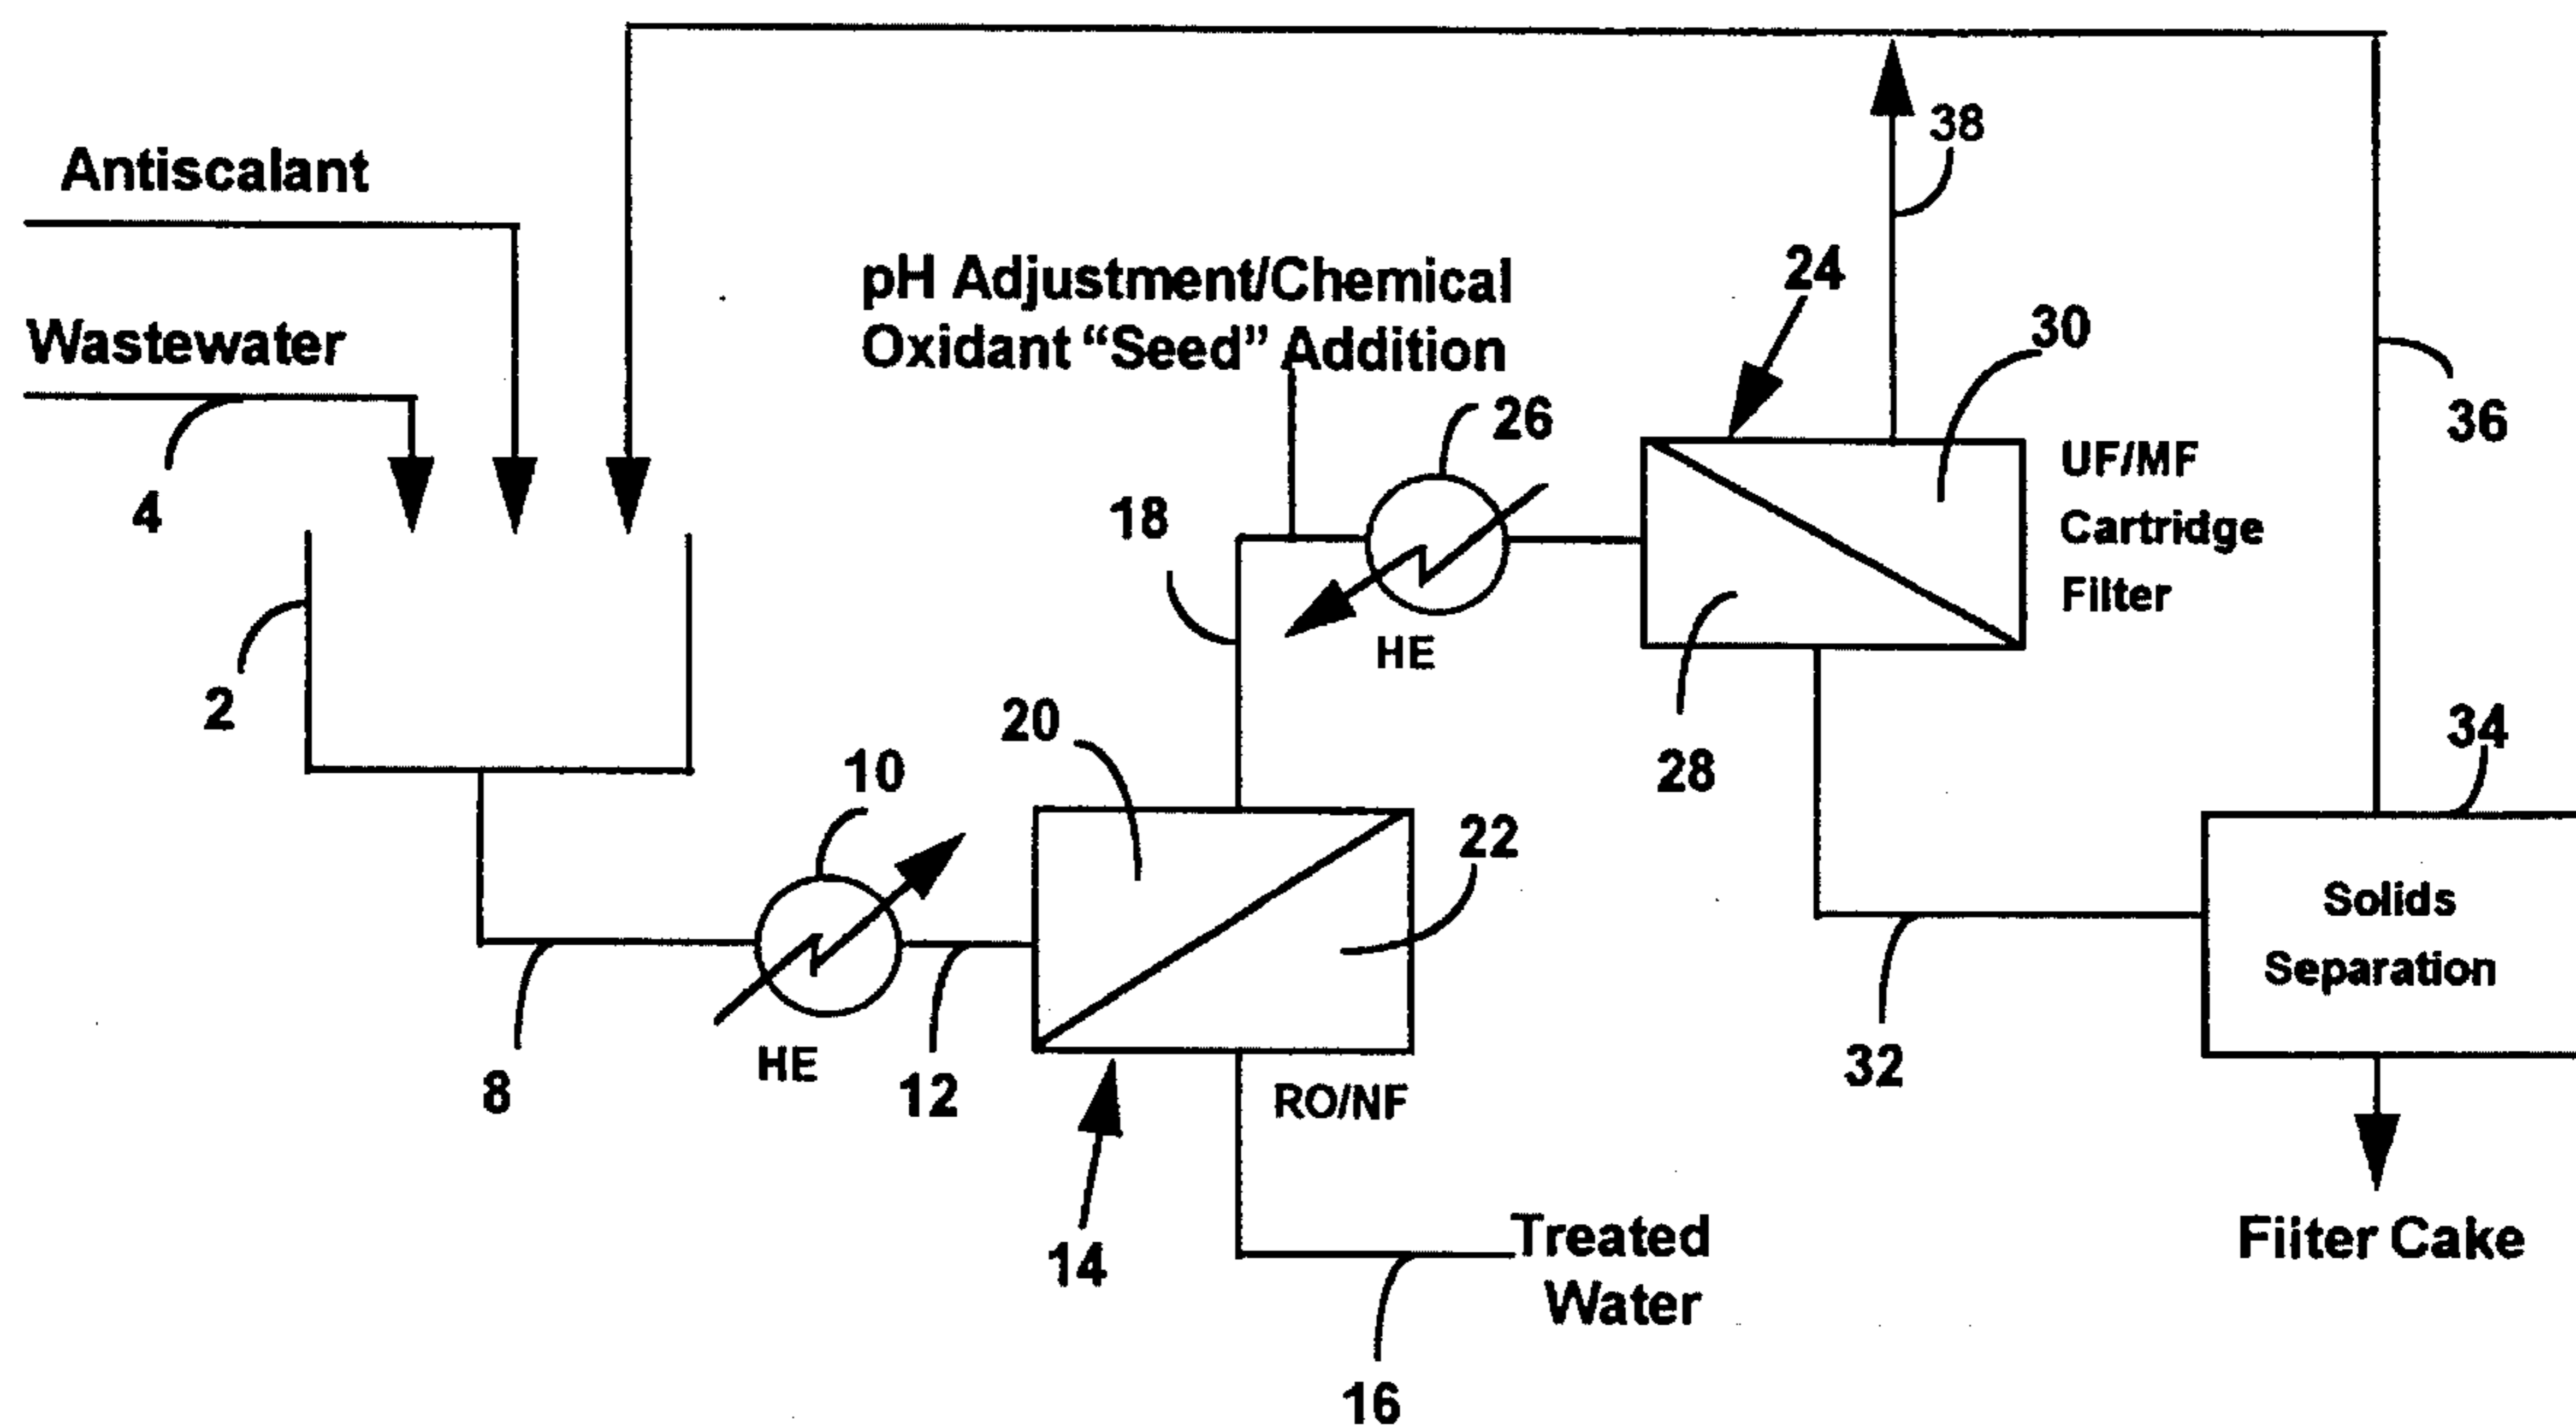 Antiscalant
Wastewater
4
2
8
10
HE
12
14
RO/NF
20
22
18
Treated
Water
16
pH Adjustment/Chemical
Oxidant “Seed” Addition
26
HE
24
38
30
UF/MF
Cartridge
Filter
28
36
34
32
Solids
Separation
Fiiter Cake